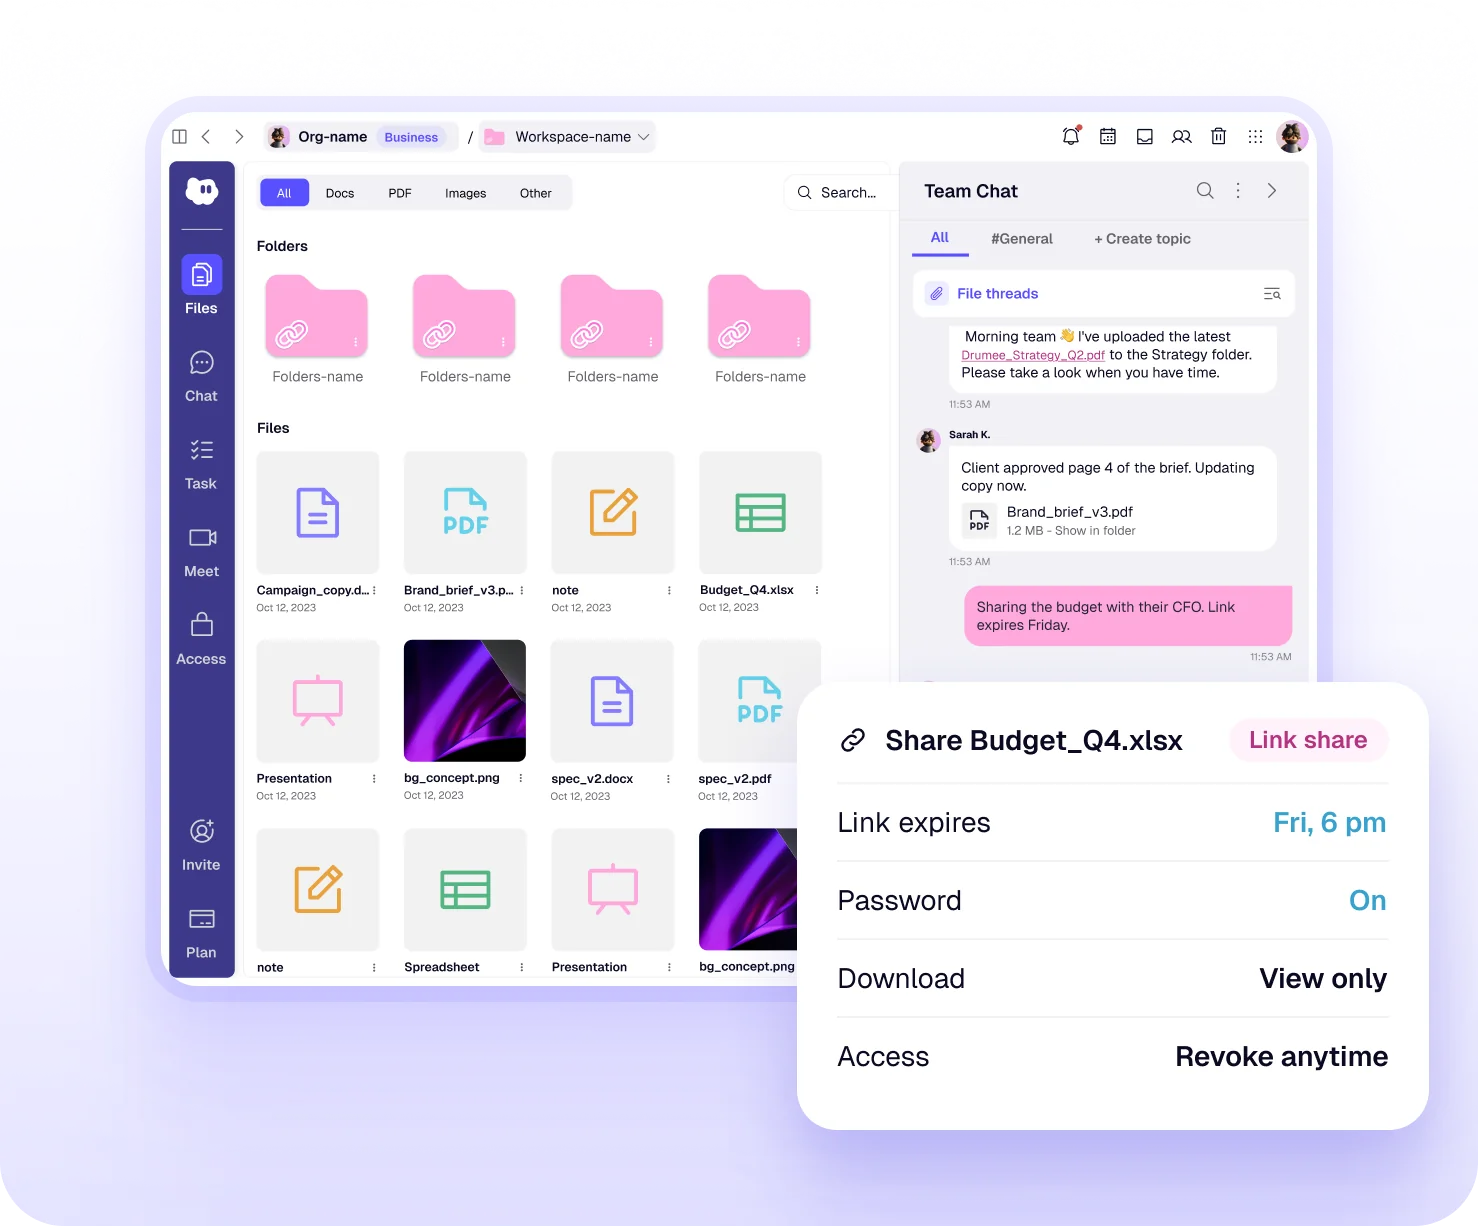 Org-name Business / Workspace-name
All Docs PDF Images Other
Search...
Folders
Folders-name Folders-name Folders-name Folders-name
Files
PDF
Campaign_copy.d... Brand_brief_v3.p... note Budget_Q4.xlsx
Oct 12, 2023 Oct 12, 2023 Oct 12, 2023 Oct 12, 2023
PDF
Presentation bg_concept.png spec_v2.docx spec_v2.pdf
Oct 12, 2023 Oct 12, 2023 Oct 12, 2023 Oct 12, 2023
note Spreadsheet Presentation bg_concept.png
Files
Chat
Task
Meet
Access
Invite
Plan
Team Chat
All #General + Create topic
File threads
Morning team 👋 I've uploaded the latest
Drumee_Strategy_Q2.pdf to the Strategy folder.
Please take a look when you have time.
11:53 AM
Sarah K.
Client approved page 4 of the brief. Updating
copy now.
PDF
Brand_brief_v3.pdf
1.2 MB - Show in folder
11:53 AM
Sharing the budget with their CFO. Link
expires Friday.
11:53 AM
Share Budget_Q4.xlsx Link share
Link expires Fri, 6 pm
Password On
Download View only
Access Revoke anytime